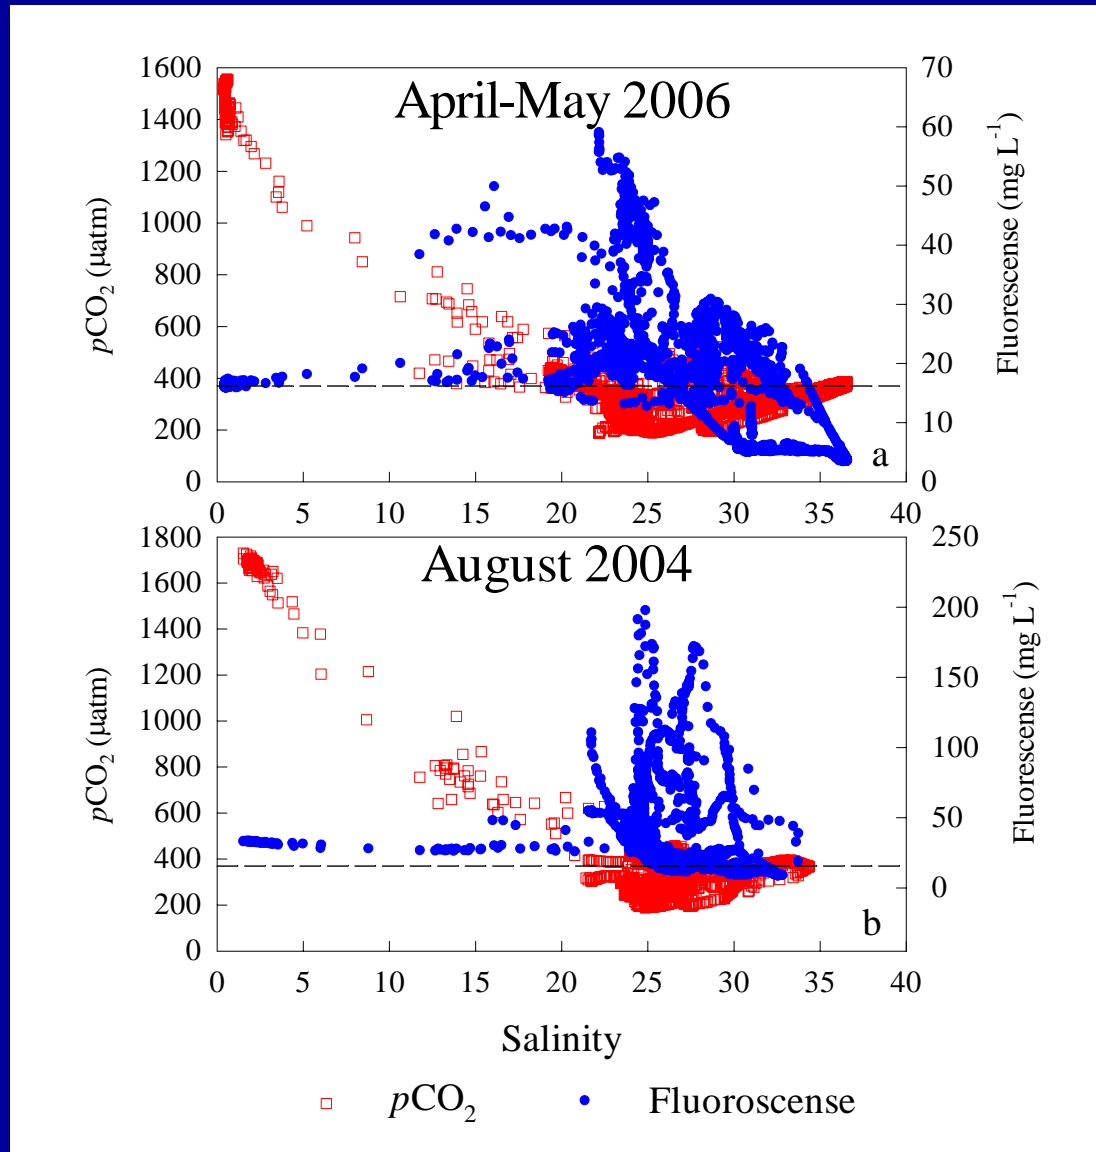 April-May 2006
1600
1400
1200
1000
800
600
400
200
0
pCO2 (µatm)
70
60
50
40
30
20
10
0
Fluorescense (mg L-1)
a
0 5 10 15 20 25 30 35 40
August 2004
1800
1600
1400
1200
1000
800
600
400
200
0
pCO2 (µatm)
250
200
150
100
50
0
Fluorescense (mg L-1)
b
0 5 10 15 20 25 30 35 40
Salinity
pCO2 Fluoroscense